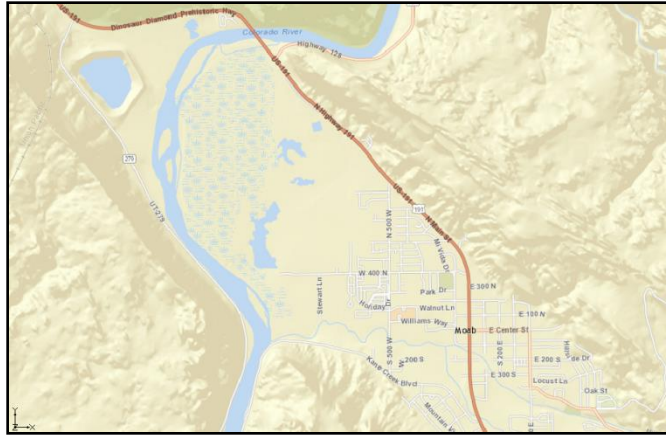 US-191
Dinosaur Diamond Prehistoric Hwy
Colorado River
Highway 128
US-191
N Highway 191
279
UT-279
US-191
191
N Main St
N 500 W
Mi Vida Dr
W 400 N
Stewart Ln
Park Dr
E 300 N
Holiday Dr
Walnut Ln
E 100 N
Williams Way
Moab
E Center St
S 500 W
W 200 S
S 200 E
E 200 S
Kane Creek Blvd
E 300 S
Locust Ln
Oak St
Mountain
Y
X